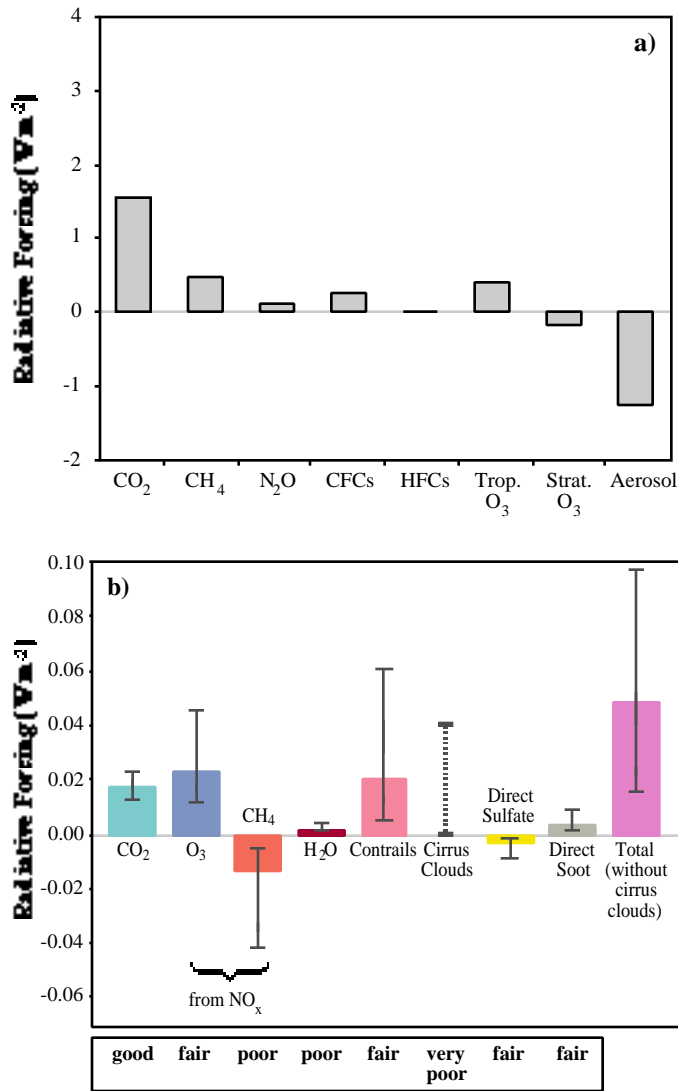 a)
Radiative Forcing (Wm-2)
4
3
2
1
0
-1
-2
CO2
CH4
N2O
CFCs
HFCs
Trop.
O3
Strat.
O3
Aerosol
b)
Radiative Forcing (Wm-2)
0.10
0.08
0.06
0.04
0.02
0.00
-0.02
-0.04
-0.06
CO2
O3
CH4
H2O
Contrails
Cirrus
Clouds
Direct
Sulfate
Direct
Soot
Total
(without
cirrus
clouds)
from NOx
good fair poor poor fair very poor fair fair